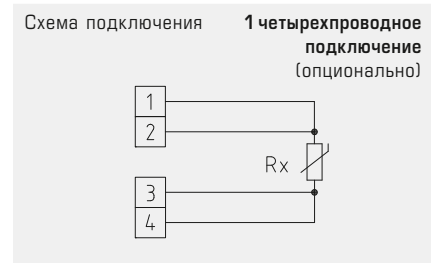 Схема подключения 1 четырехпроводное
подключение
(опционально)
1
2
Rx
3
4